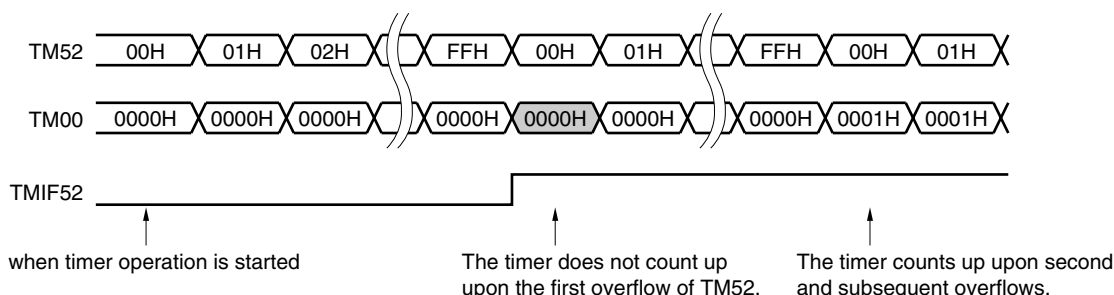 TM52 00H 01H 02H FFH 00H 01H FFH 00H 01H
TM00 0000H 0000H 0000H 0000H 0000H 0000H 0000H 0001H 0001H
TMIF52
when timer operation is started
The timer does not count up
upon the first overflow of TM52.
The timer counts up upon second
and subsequent overflows.